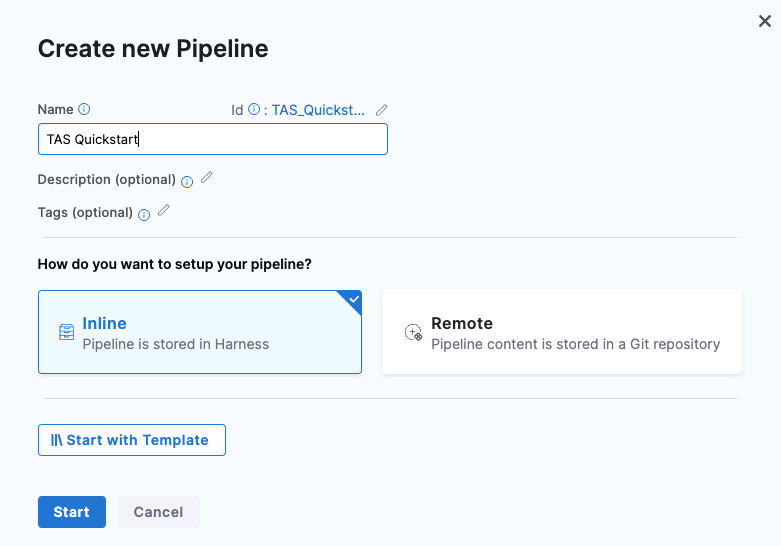 Create new Pipeline
Name
Id : TAS_Quickst...
TAS Quickstart
Description (optional)
Tags (optional)
How do you want to setup your pipeline?
Inline
Pipeline is stored in Harness
Remote
Pipeline content is stored in a Git repository
Start with Template
Start
Cancel